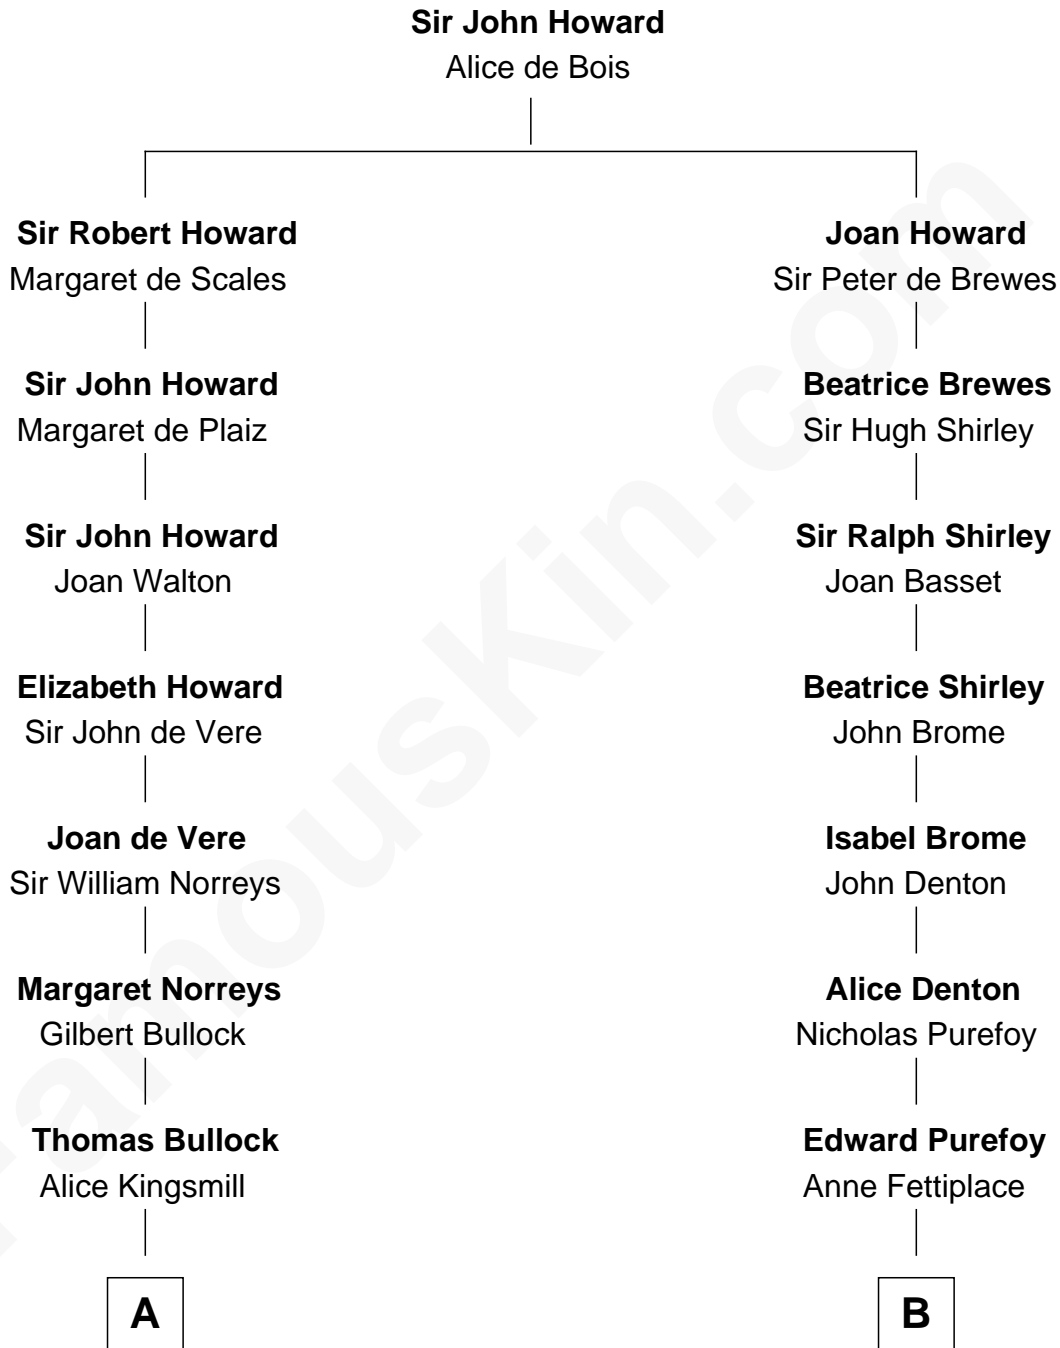 Sir John Howard
Alice de Bois
Sir Robert Howard
Margaret de Scales
Joan Howard
Sir Peter de Brewes
Sir John Howard
Margaret de Plaiz
Beatrice Brewes
Sir Hugh Shirley
Sir John Howard
Joan Walton
Sir Ralph Shirley
Joan Basset
Elizabeth Howard
Sir John de Vere
Beatrice Shirley
John Brome
Joan de Vere
Sir William Norreys
Isabel Brome
John Denton
Margaret Norreys
Gilbert Bullock
Alice Denton
Nicholas Purefoy
Thomas Bullock
Alice Kingsmill
Edward Purefoy
Anne Fettiplace
A
B
FamousKin.com